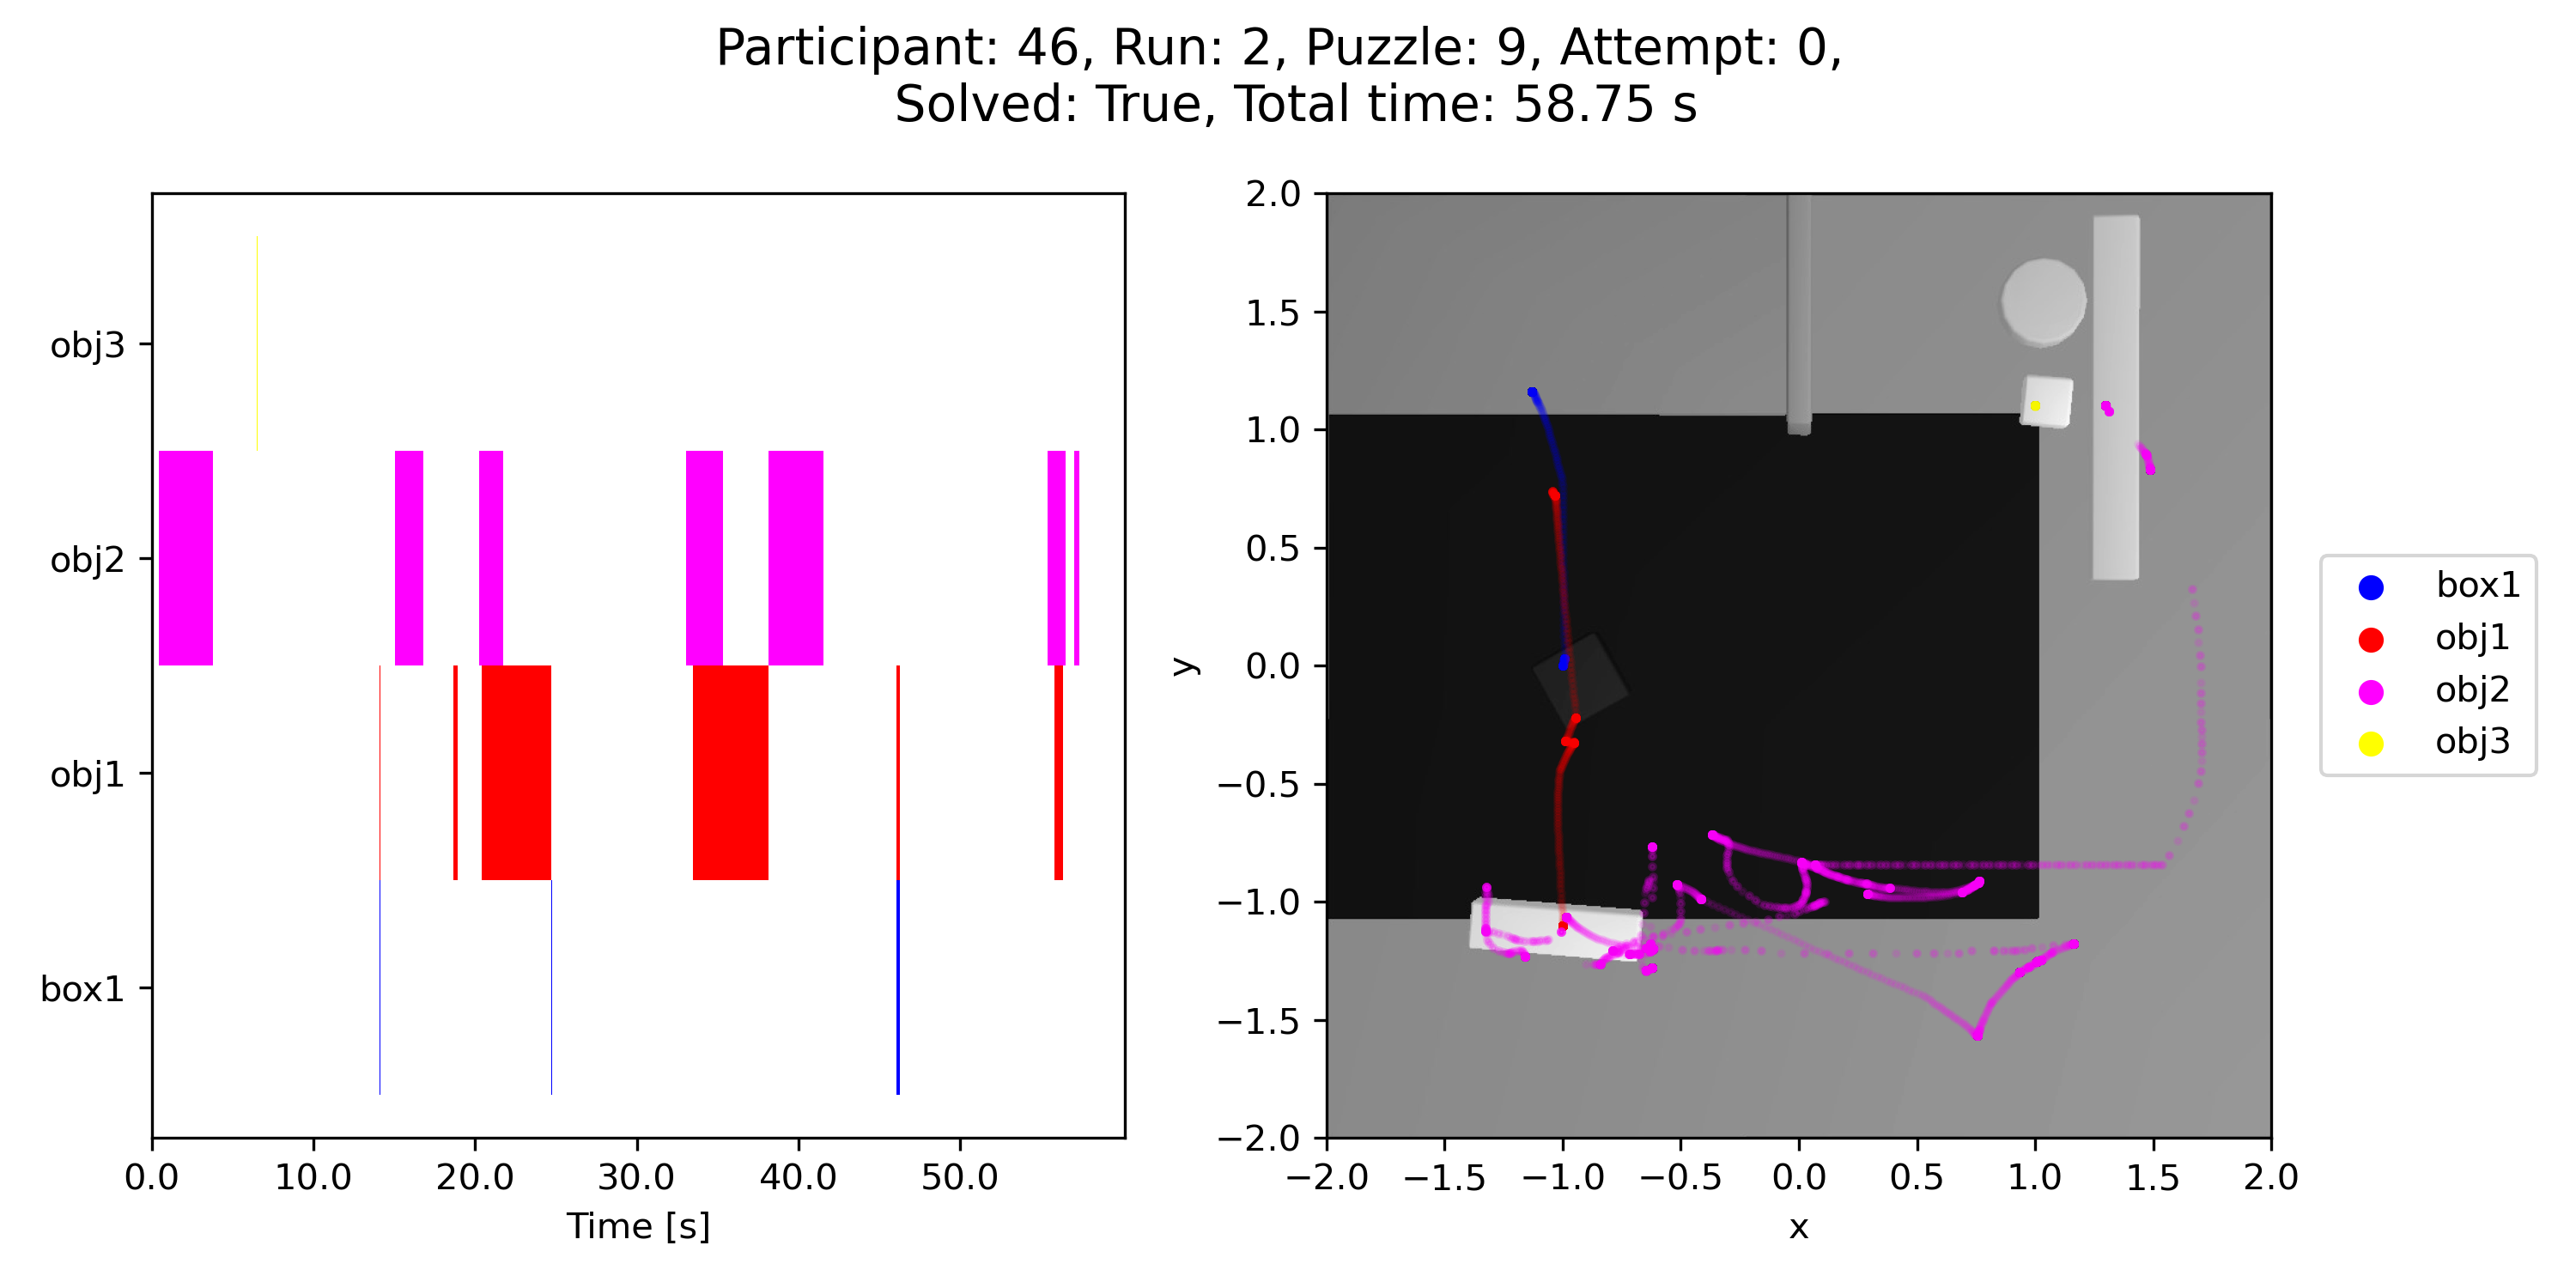 Participant: 46, Run: 2, Puzzle: 9, Attempt: 0,
Solved: True, Total time: 58.75 s
obj3
obj2
obj1
box1
0.0 10.0 20.0 30.0 40.0 50.0
Time [s]
2.0
1.5
1.0
0.5
0.0
−0.5
−1.0
−1.5
−2.0
y
−2.0 −1.5 −1.0 −0.5 0.0 0.5 1.0 1.5 2.0
x
box1
obj1
obj2
obj3